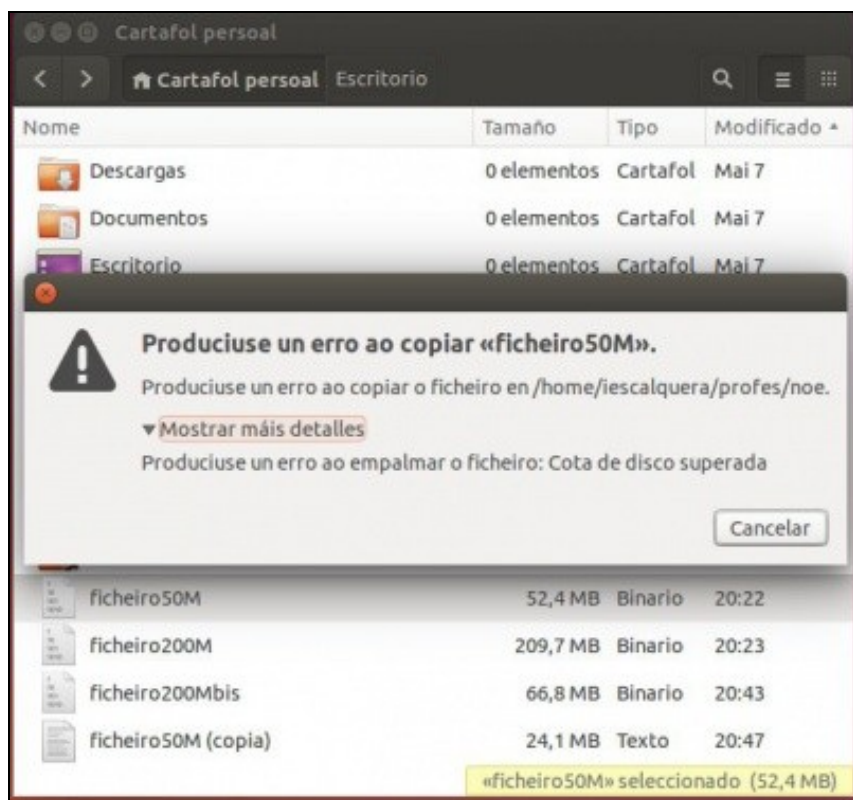 Cartafol persoal
Cartafol persoal Escritorio
Nome Tamaño Tipo Modificado
Descargas 0 elementos Cartafol Mai 7
Documentos 0 elementos Cartafol Mai 7
Escritorio 0 elementos Cartafol Mai 7
Produciuse un erro ao copiar «ficheiro50M».
Produciuse un erro ao copiar o ficheiro en /home/iescalquera/profes/noe.
Mostrar máis detalles
Produciuse un erro ao empalmar o ficheiro: Cota de disco superada
Cancelar
ficheiro50M 52,4 MB Binario 20:22
ficheiro200M 209,7 MB Binario 20:23
ficheiro200Mbis 66,8 MB Binario 20:43
ficheiro50M (copia) 24,1 MB Texto 20:47
«ficheiro50M» seleccionado (52,4 MB)